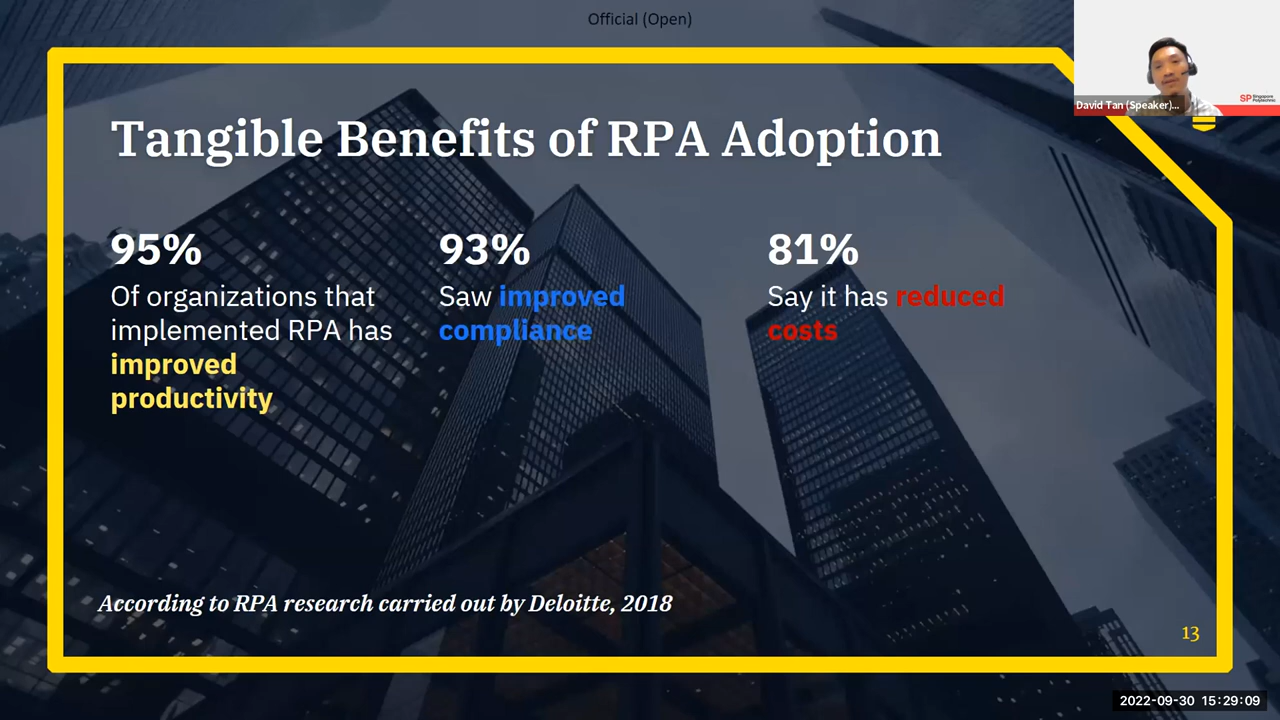 Official (Open)
David Tan (Speaker)...
SP Singapore
Polytechnic
Tangible Benefits of RPA Adoption
95%
Of organizations that
implemented RPA has
improved
productivity
93%
Saw improved
compliance
81%
Say it has reduced
costs
According to RPA research carried out by Deloitte, 2018
13
2022-09-30 15:29:09